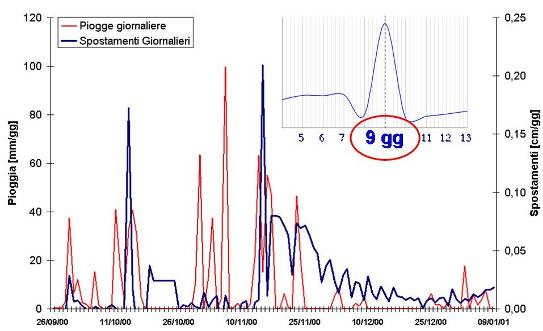 Piogge giornaliere
Spostamenti Giornalieri
120
100
80
60
40
20
0
Pioggia [mm/gg]
0,25
0,20
0,15
0,10
0,05
0,00
Spostamenti [cm/gg]
5 6 7 9 gg 11 12 13
26/09/00 11/10/00 26/10/00 10/11/00 25/11/00 10/12/00 25/12/00 09/01/01